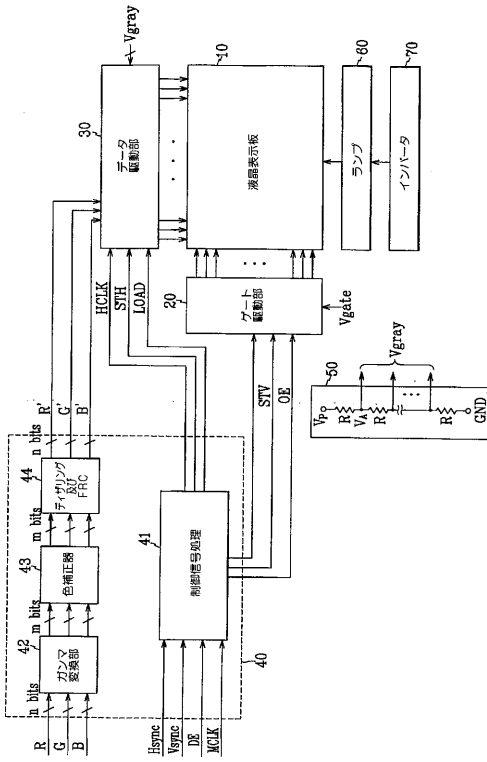 n bits
m bits
m bits
n bits
R
G
B
42
ガンマ
変換部
43
色補正器
44
ディザリング
及び
FRC
R'
G'
B'
30
データ
駆動部
Vgray
HCLK
STH
LOAD
Hsync
Vsync
DE
MCLK
41
制御信号処理
40
STV
OE
20
ゲート
駆動部
Vgate
10
液晶表示板
60
ランプ
70
インバータ
50
VP
R
VA
R
R
GND
Vgray